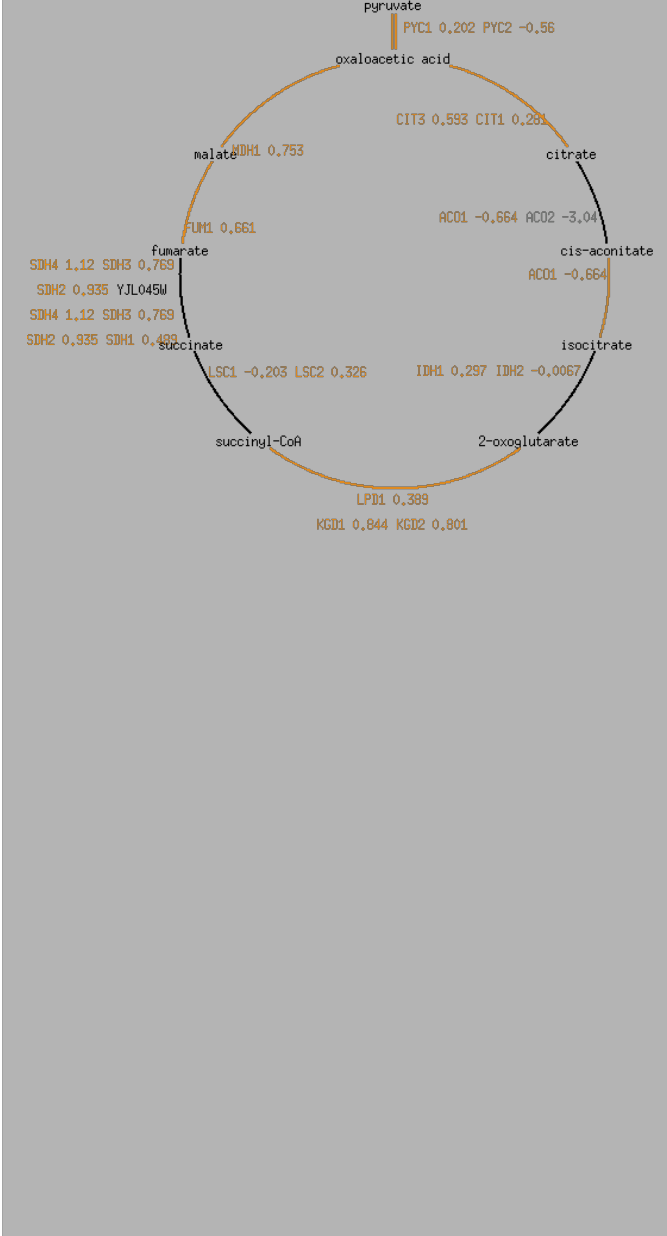 pyruvate
PYC1 0.202 PYC2 -0.56
oxaloacetic acid
CIT3 0.593 CIT1 0.281
malate MDH1 0.753
citrate
ACO1 -0.664 ACO2 -3.04
FUM1 0.661
fumarate
cis-aconitate
SDH4 1.12 SDH3 0.769
ACO1 -0.664
SDH2 0.935 YJL045W
SDH4 1.12 SDH3 0.769
SDH2 0.935 SDH1 0.489
succinate
isocitrate
LSC1 -0.203 LSC2 0.326
IDH1 0.297 IDH2 -0.0067
succinyl-CoA
2-oxoglutarate
LPD1 0.389
KGD1 0.844 KGD2 0.801